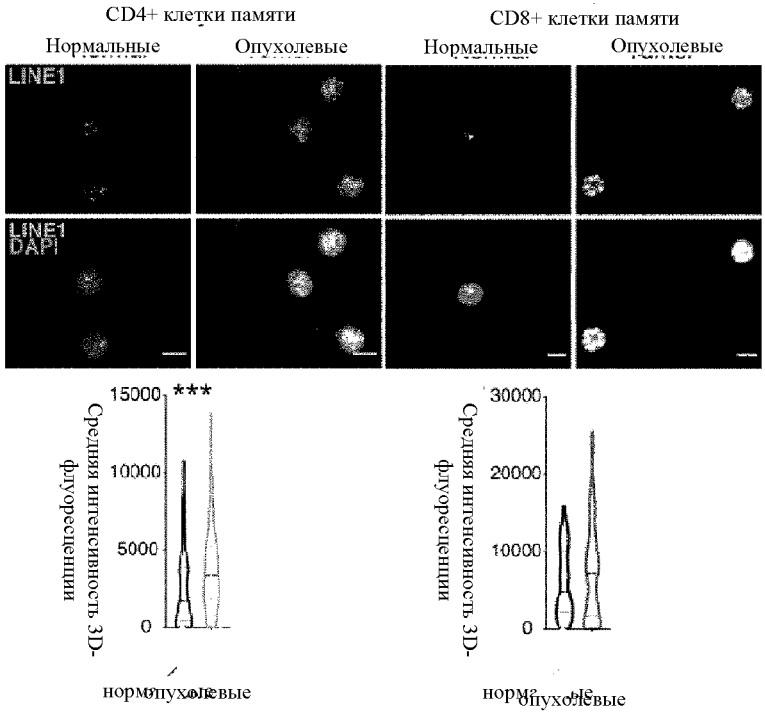 CD4+ клетки памяти
CD8+ клетки памяти
Нормальные
Опухолевые
Нормальные
Опухолевые
LINE1
LINE1
DAPI
Средняя интенсивность 3D-
флуоресценции
15000
10000
5000
0
***
опухолевые
Средняя интенсивность 3D-
флуоресценции
30000
20000
10000
0
опухолевые